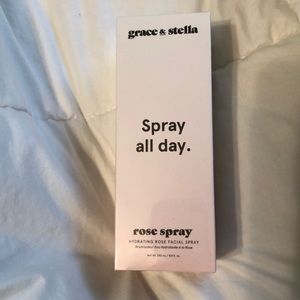 grace & stella
Spray
all day.
rose spray
HYDRATING ROSE FACIAL SPRAY